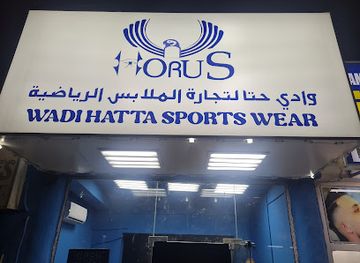 HORUS
وادي حتا لتجارة الملابس الرياضية
WADI HATTA SPORTS WEAR